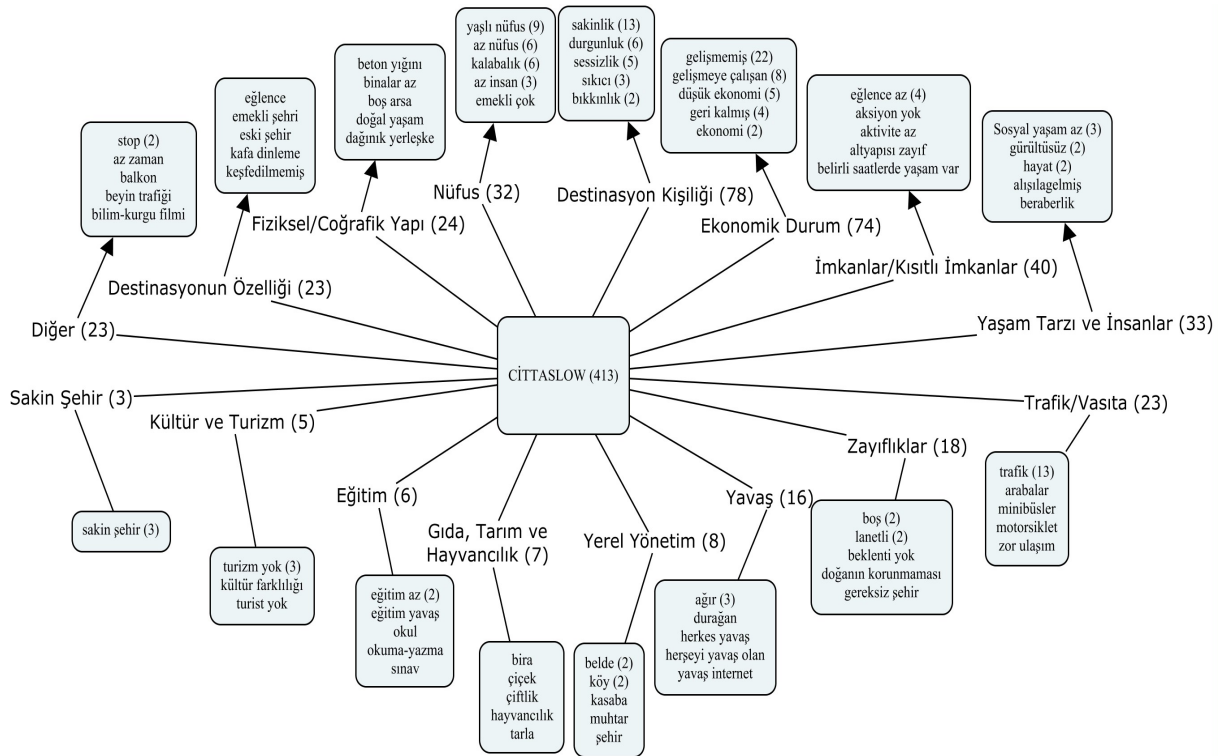 stop (2)
az zaman
balkon
beyin trafiği
bilim-kurgu filmi
Diğer (23)
eğlence
emekli şehri
eski şehir
kafa dinleme
keşfedilmemiş
Destinasyonun Özelliği (23)
beton yığını
binalar az
boş arsa
doğal yaşam
dağınık yerleşke
Fiziksel/Coğrafik Yapı (24)
yaşlı nüfus (9)
az nüfus (6)
kalabalık (6)
az insan (3)
emekli çok
Nüfus (32)
sakinlik (13)
durgunluk (6)
sessizlik (5)
sıkıcı (3)
bıkkınlık (2)
Destinasyon Kişiliği (78)
gelişmemiş (22)
gelişmeye çalışan (8)
düşük ekonomi (5)
geri kalmış (4)
ekonomi (2)
Ekonomik Durum (74)
eğlence az (4)
aksiyon yok
aktivite az
altyapısı zayıf
belirli saatlerde yaşam var
İmkanlar/Kısıtlı İmkanlar (40)
Sosyal yaşam az (3)
gürültüsüz (2)
hayat (2)
alışılagelmiş
beraberlik
Yaşam Tarzı ve İnsanlar (33)
CİTTASLOW (413)
Sakin Şehir (3)
sakin şehir (3)
Kültür ve Turizm (5)
turizm yok (3)
kültür farklılığı
turist yok
Eğitim (6)
eğitim az (2)
eğitim yavaş
okul
okuma-yazma
sınav
Gıda, Tarım ve
Hayvancılık (7)
bira
çiçek
çiftlik
hayvancılık
tarla
Yerel Yönetim (8)
belde (2)
köy (2)
kasaba
muhtar
şehir
Yavaş (16)
ağır (3)
durağan
herkes yavaş
herşeyi yavaş olan
yavaş internet
Zayıflıklar (18)
boş (2)
lanetli (2)
beklenti yok
doğanın korunmaması
gereksiz şehir
Trafik/Vasıta (23)
trafik (13)
arabalar
minibüsler
motorsiklet
zor ulaşım